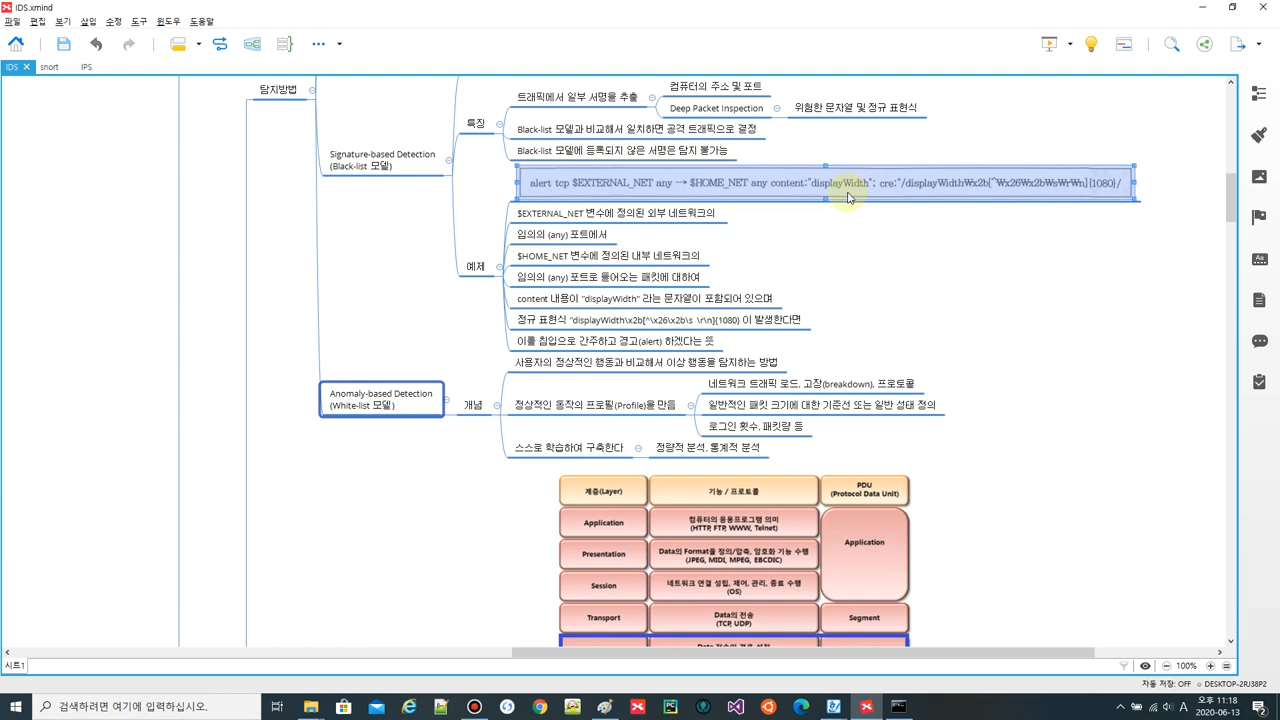 IDS.xmind
파일 편집 보기 삽입 수정 도구 윈도우 도움말
IDS snort IPS
탐지방법
Signature-based Detection
(Black-list 모델)
특징
트래픽에서 일부 서명을 추출
컴퓨터의 주소 및 포트
Deep Packet Inspection
위험한 문자열 및 정규 표현식
Black-list 모델과 비교해서 일치하면 공격 트래픽으로 결정
Black-list 모델에 등록되지 않은 서명은 탐지 불가능
예제
alert tcp $EXTERNAL_NET any → $HOME_NET any content:"displayWidth"; cre:"/displayWidth₩x2b[^₩x26₩x2b₩s₩r₩n]{1080}/
$EXTERNAL_NET 변수에 정의된 외부 네트워크의
임의의 (any) 포트에서
$HOME_NET 변수에 정의된 내부 네트워크의
임의의 (any) 포트로 들어오는 패킷에 대하여
content 내용이 "displayWidth" 라는 문자열이 포함되어 있으며
정규 표현식 "displayWidth\x2b[^\x26\x2b\s \r\n]{1080} 이 발생한다면
이를 침입으로 간주하고 경고(alert) 하겠다는 뜻
Anomaly-based Detection
(White-list 모델)
개념
사용자의 정상적인 행동과 비교해서 이상 행동을 탐지하는 방법
정상적인 동작의 프로필(Profile)을 만듬
네트워크 트래픽 로드, 고장(breakdown), 프로토콜
일반적인 패킷 크기에 대한 기준선 또는 일반 성태 정의
로그인 횟수, 패킷량 등
스스로 학습하여 구축한다
정량적 분석, 통계적 분석
계층(Layer) 기능 / 프로토콜 PDU
(Protocol Data Unit)
Application
컴퓨터의 응용프로그램 의미
(HTTP, FTP, WWW, Telnet)
Application
Presentation
Data의 Format을 정의/압축, 암호화 기능 수행
(JPEG, MIDI, MPEG, EBCDIC)
Session
네트워크 연결 성립, 제어, 관리, 종료 수행
(OS)
Transport
Data의 전송
(TCP, UDP)
Segment
시트1
100%
자동 저장: OFF DESKTOP-2RJ38P2
검색하려면 여기에 입력하십시오.
A
오후 11:18
2020-06-13